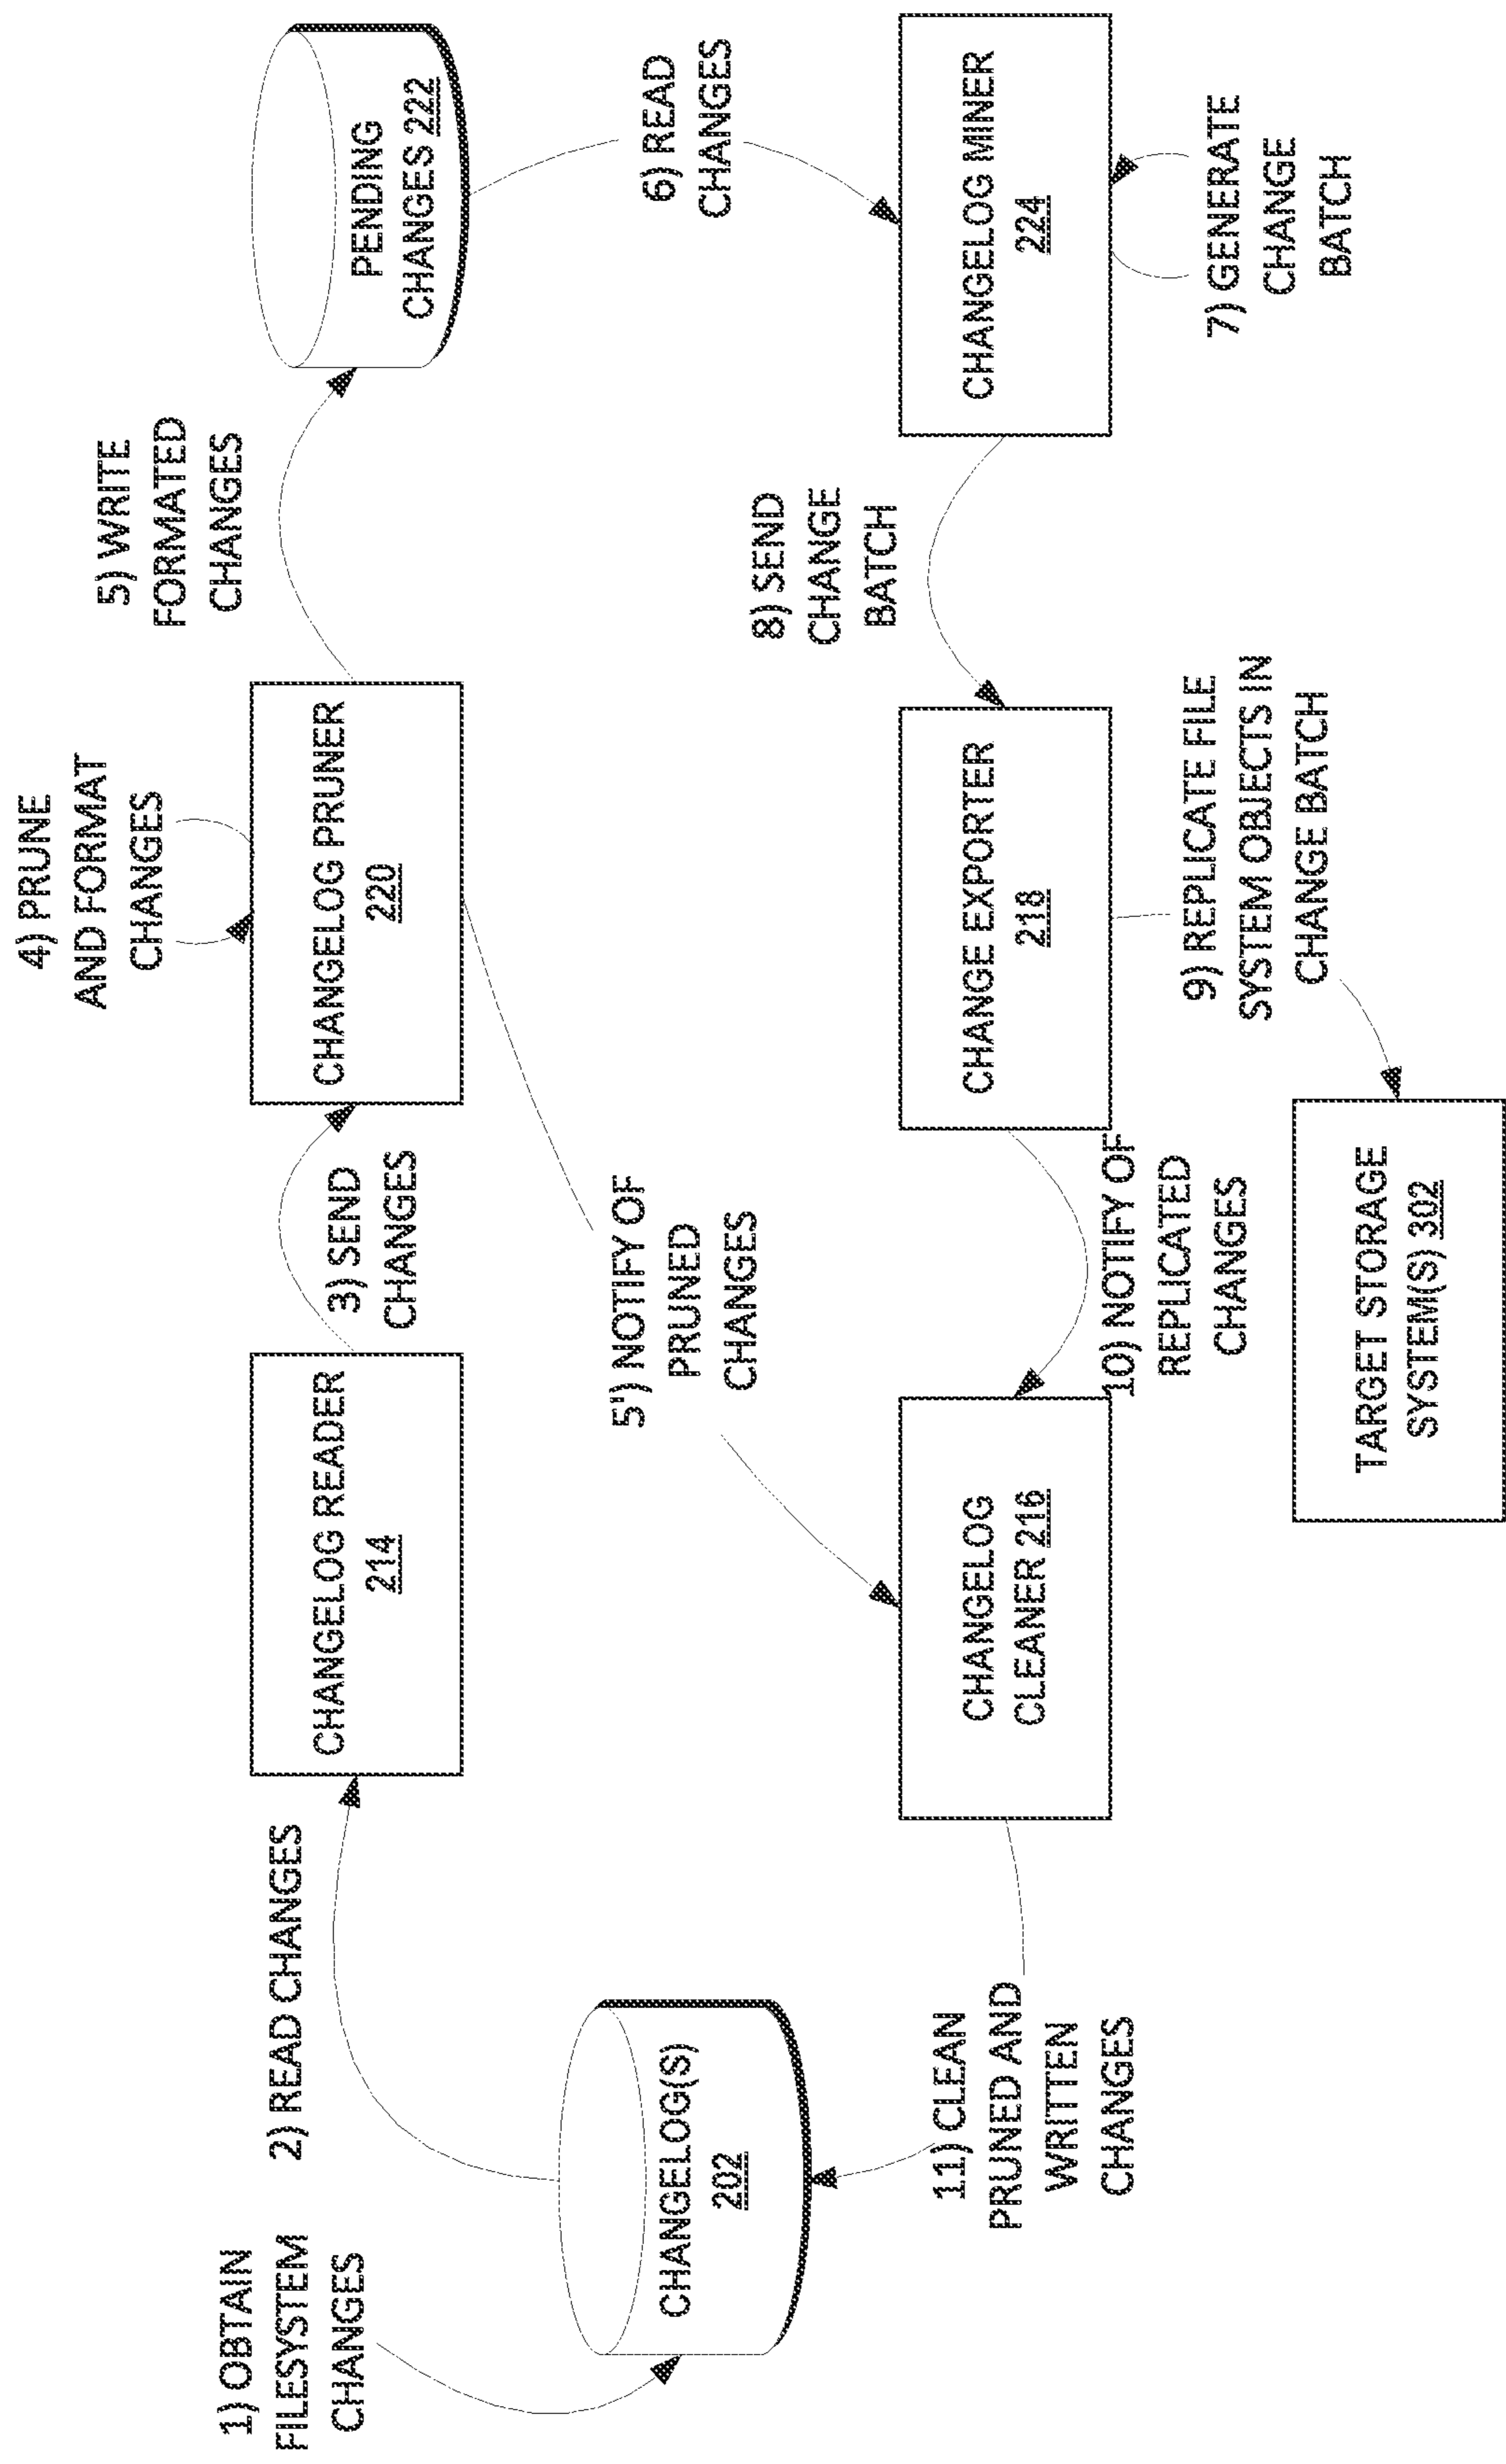 1) OBTAIN
FILESYSTEM
CHANGES
CHANGELOG(S)
202
2) READ CHANGES
CHANGELOG READER
214
3) SEND
CHANGES
4) PRUNE
AND FORMAT
CHANGES
CHANGELOG PRUNER
220
5) WRITE
FORMATED
CHANGES
PENDING
CHANGES 222
5') NOTIFY OF
PRUNED
CHANGES
6) READ
CHANGES
CHANGELOG MINER
224
7) GENERATE
CHANGE
BATCH
8) SEND
CHANGE
BATCH
CHANGE EXPORTER
218
9) REPLICATE FILE
SYSTEM OBJECTS IN
CHANGE BATCH
TARGET STORAGE
SYSTEM(S) 302
10) NOTIFY OF
REPLICATED
CHANGES
CHANGELOG
CLEANER 216
11) CLEAN
PRUNED AND
WRITTEN
CHANGES